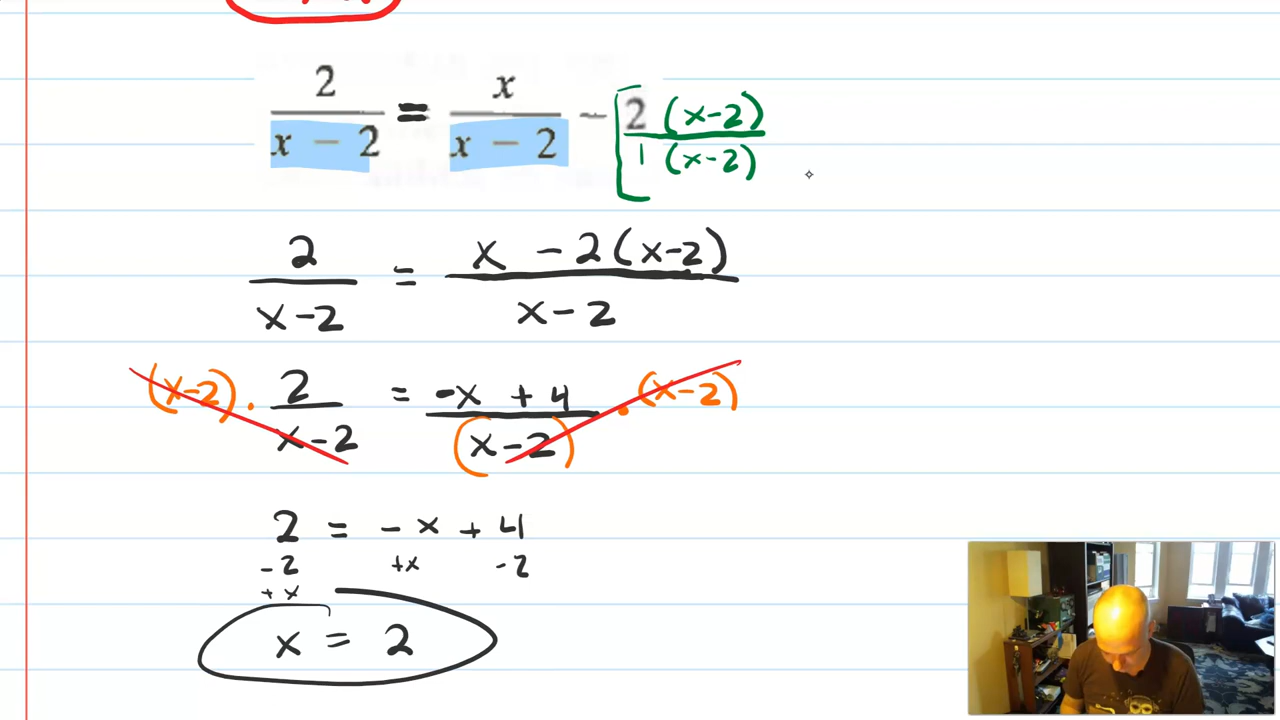 2/(x - 2) = x/(x - 2) - [2 (x-2)/1 (x-2)
2/(x-2) = x - 2(x-2)/(x-2)
(x-2) · 2/(x-2) = -x + 4/(x-2) · (x-2)
2 = -x + 4
-2 +x -2
+x
x = 2